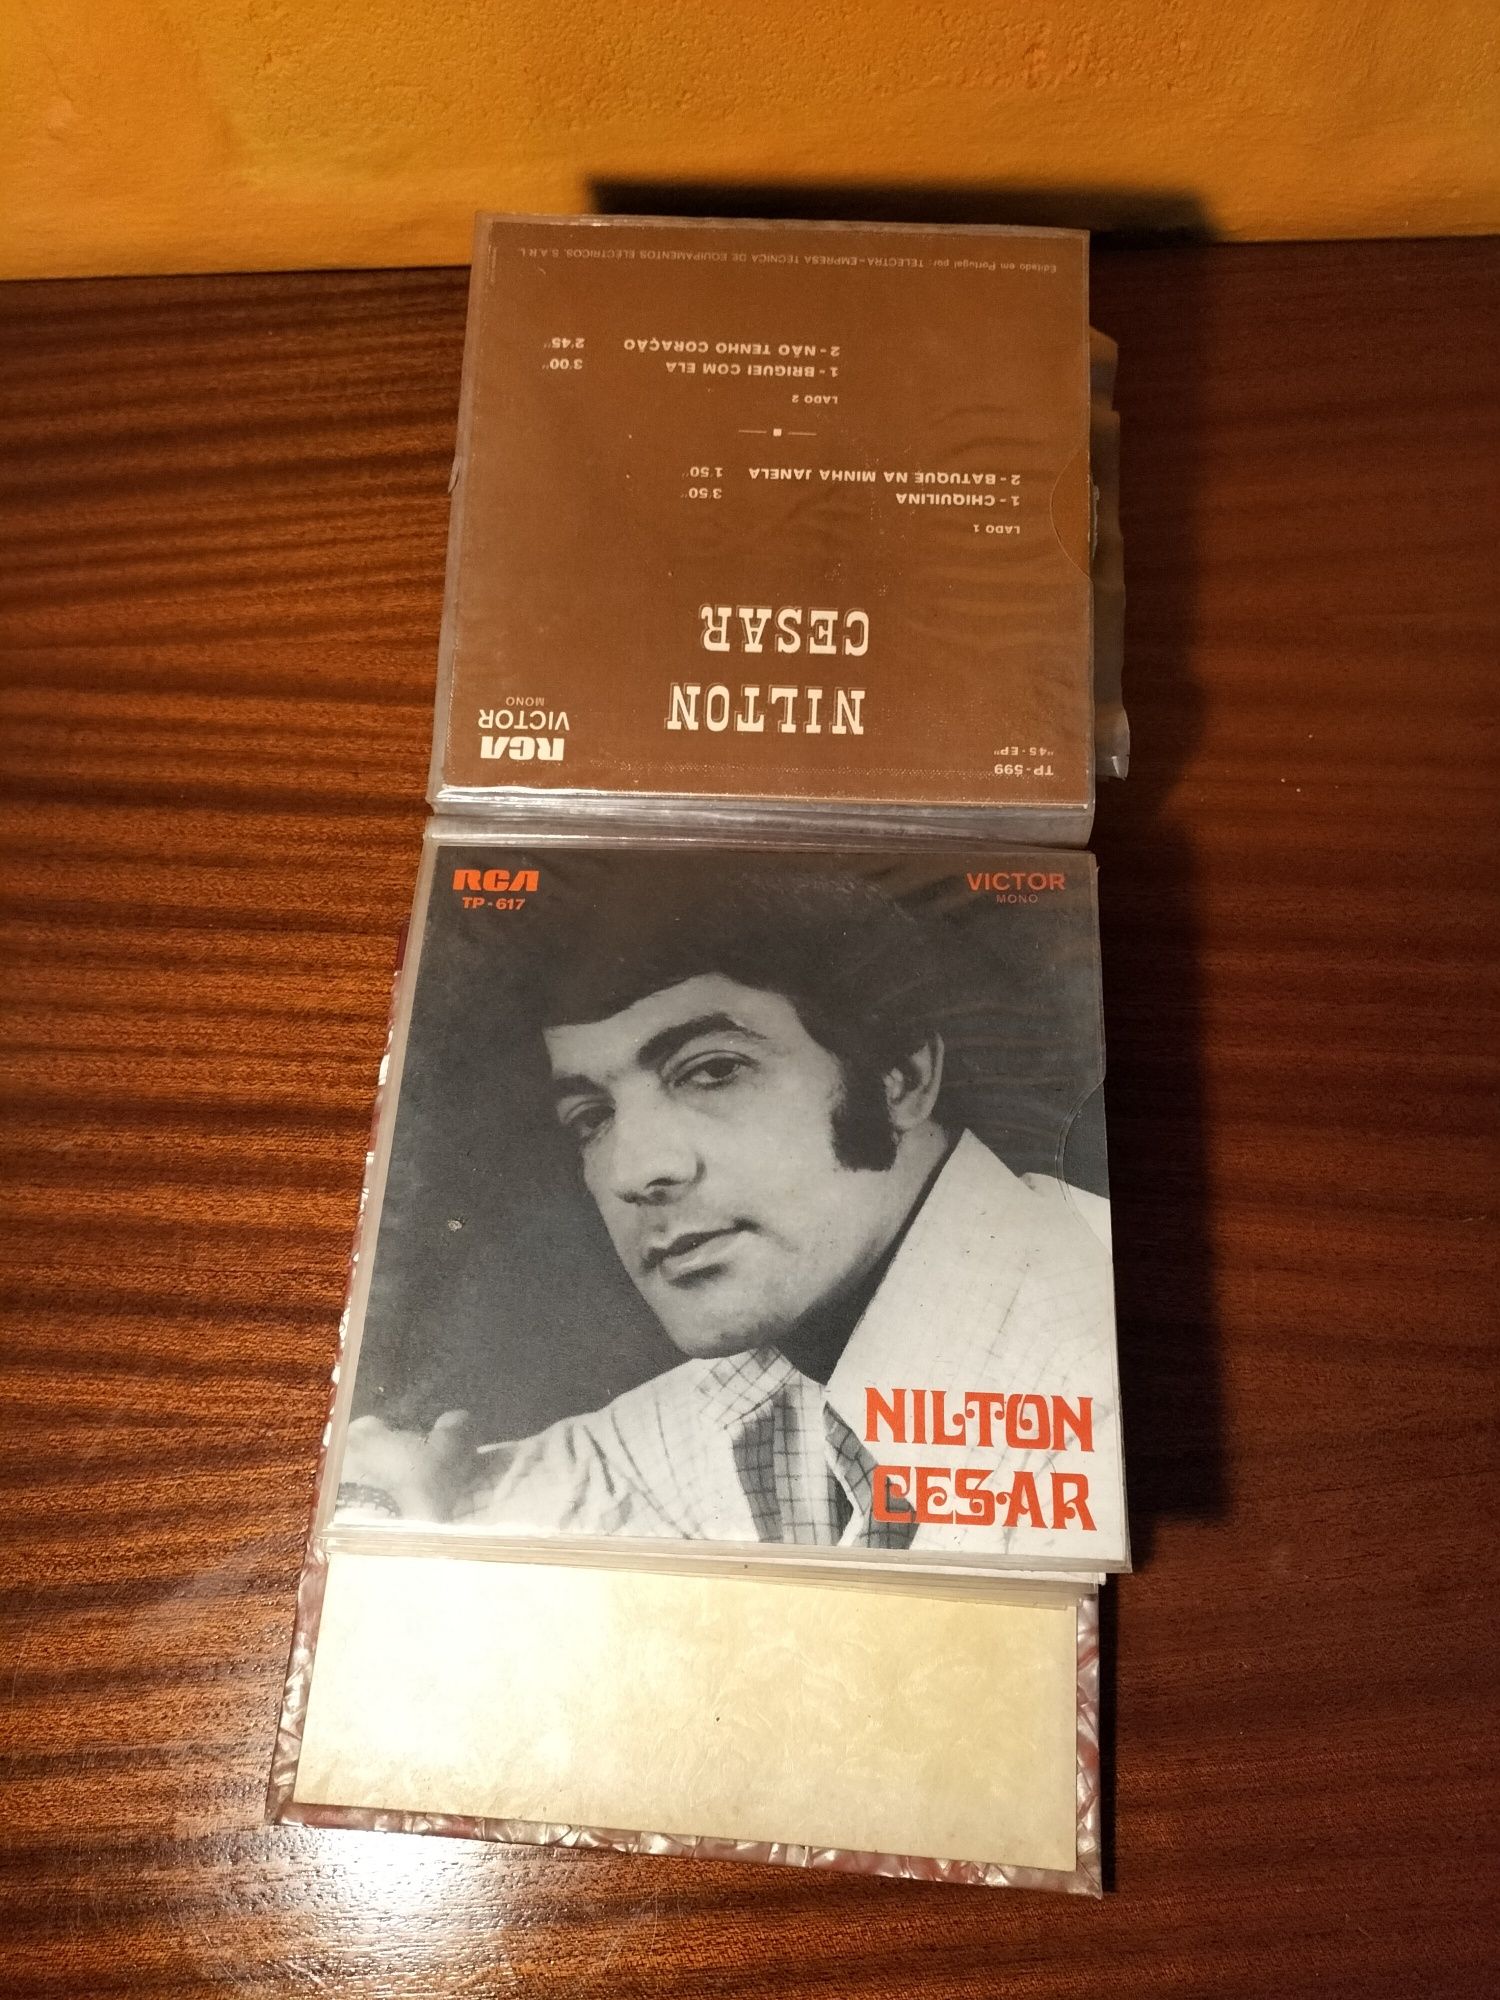 TP-599
"45-EP"
RCA
VICTOR
MONO
NILTON
CESAR
LADO 1
1 - CHIQUILINA 3'50"
2 - BATUQUE NA MINHA JANELA 1'50"
LADO 2
1 - BRIGUEI COM ELA 3'00"
2 - NÃO TENHO CORAÇÃO 2'45"
Editado em Portugal por: TELECTRA - EMPRESA TÉCNICA DE EQUIPAMENTOS ELÉCTRICOS, S.A.R.L.
RCA
TP-617
VICTOR
MONO
NILTON
CESAR